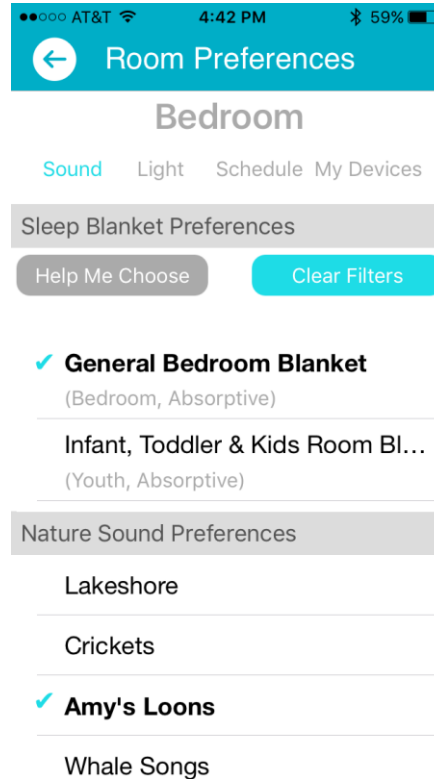 AT&T 4:42 PM 59%
Room Preferences
Bedroom
Sound Light Schedule My Devices
Sleep Blanket Preferences
Help Me Choose Clear Filters
General Bedroom Blanket
(Bedroom, Absorptive)
Infant, Toddler & Kids Room Bl...
(Youth, Absorptive)
Nature Sound Preferences
Lakeshore
Crickets
Amy's Loons
Whale Songs